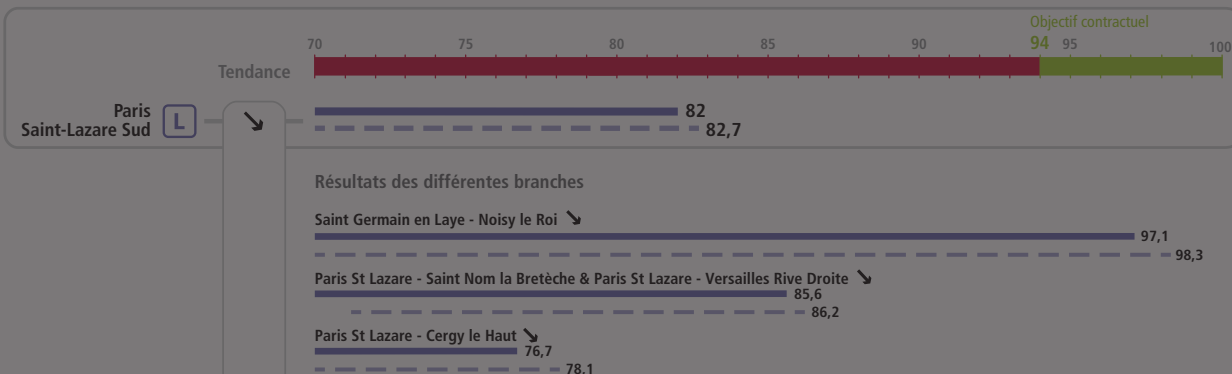 Objectif contractuel
70 75 80 85 90 94 95 100
Tendance
Paris
Saint-Lazare Sud L ↘ 82
82,7
Résultats des différentes branches
Saint Germain en Laye - Noisy le Roi ↘
97,1
98,3
Paris St Lazare - Saint Nom la Bretèche & Paris St Lazare - Versailles Rive Droite ↘
85,6
86,2
Paris St Lazare - Cergy le Haut ↘
76,7
78,1